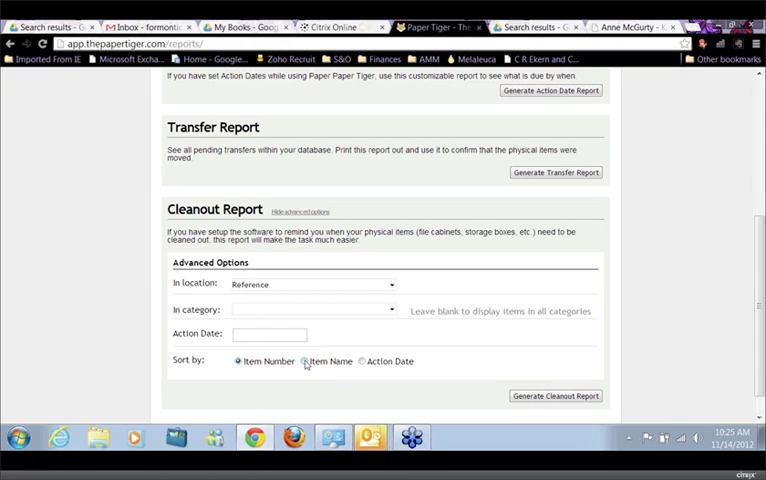 Search results - Goog
Inbox - formonti
My Books - Goog
Citrix Online
Paper Tiger - The
Search results - Goog
Anne McGurty - K
app.thepapertiger.com/reports/
Imported From IE
Microsoft Excha...
Home - Google...
Zoho Recruit
S&O
Finances
AMM
Melaleuca
C R Ekern and C...
Other bookmarks
If you have set Action Dates while using Paper Paper Tiger, use this customizable report to see what is due by when.
Generate Action Date Report
Transfer Report
See all pending transfers within your database. Print this report out and use it to confirm that the physical items were
moved.
Generate Transfer Report
Cleanout Report Hide advanced options
If you have setup the software to remind you when your physical items (file cabinets, storage boxes, etc.) need to be
cleaned out, this report will make the task much easier.
Advanced Options
In location: Reference
In category: Leave blank to display items in all categories
Action Date:
Sort by: Item Number Item Name Action Date
Generate Cleanout Report
10:25 AM
11/14/2012
citrix